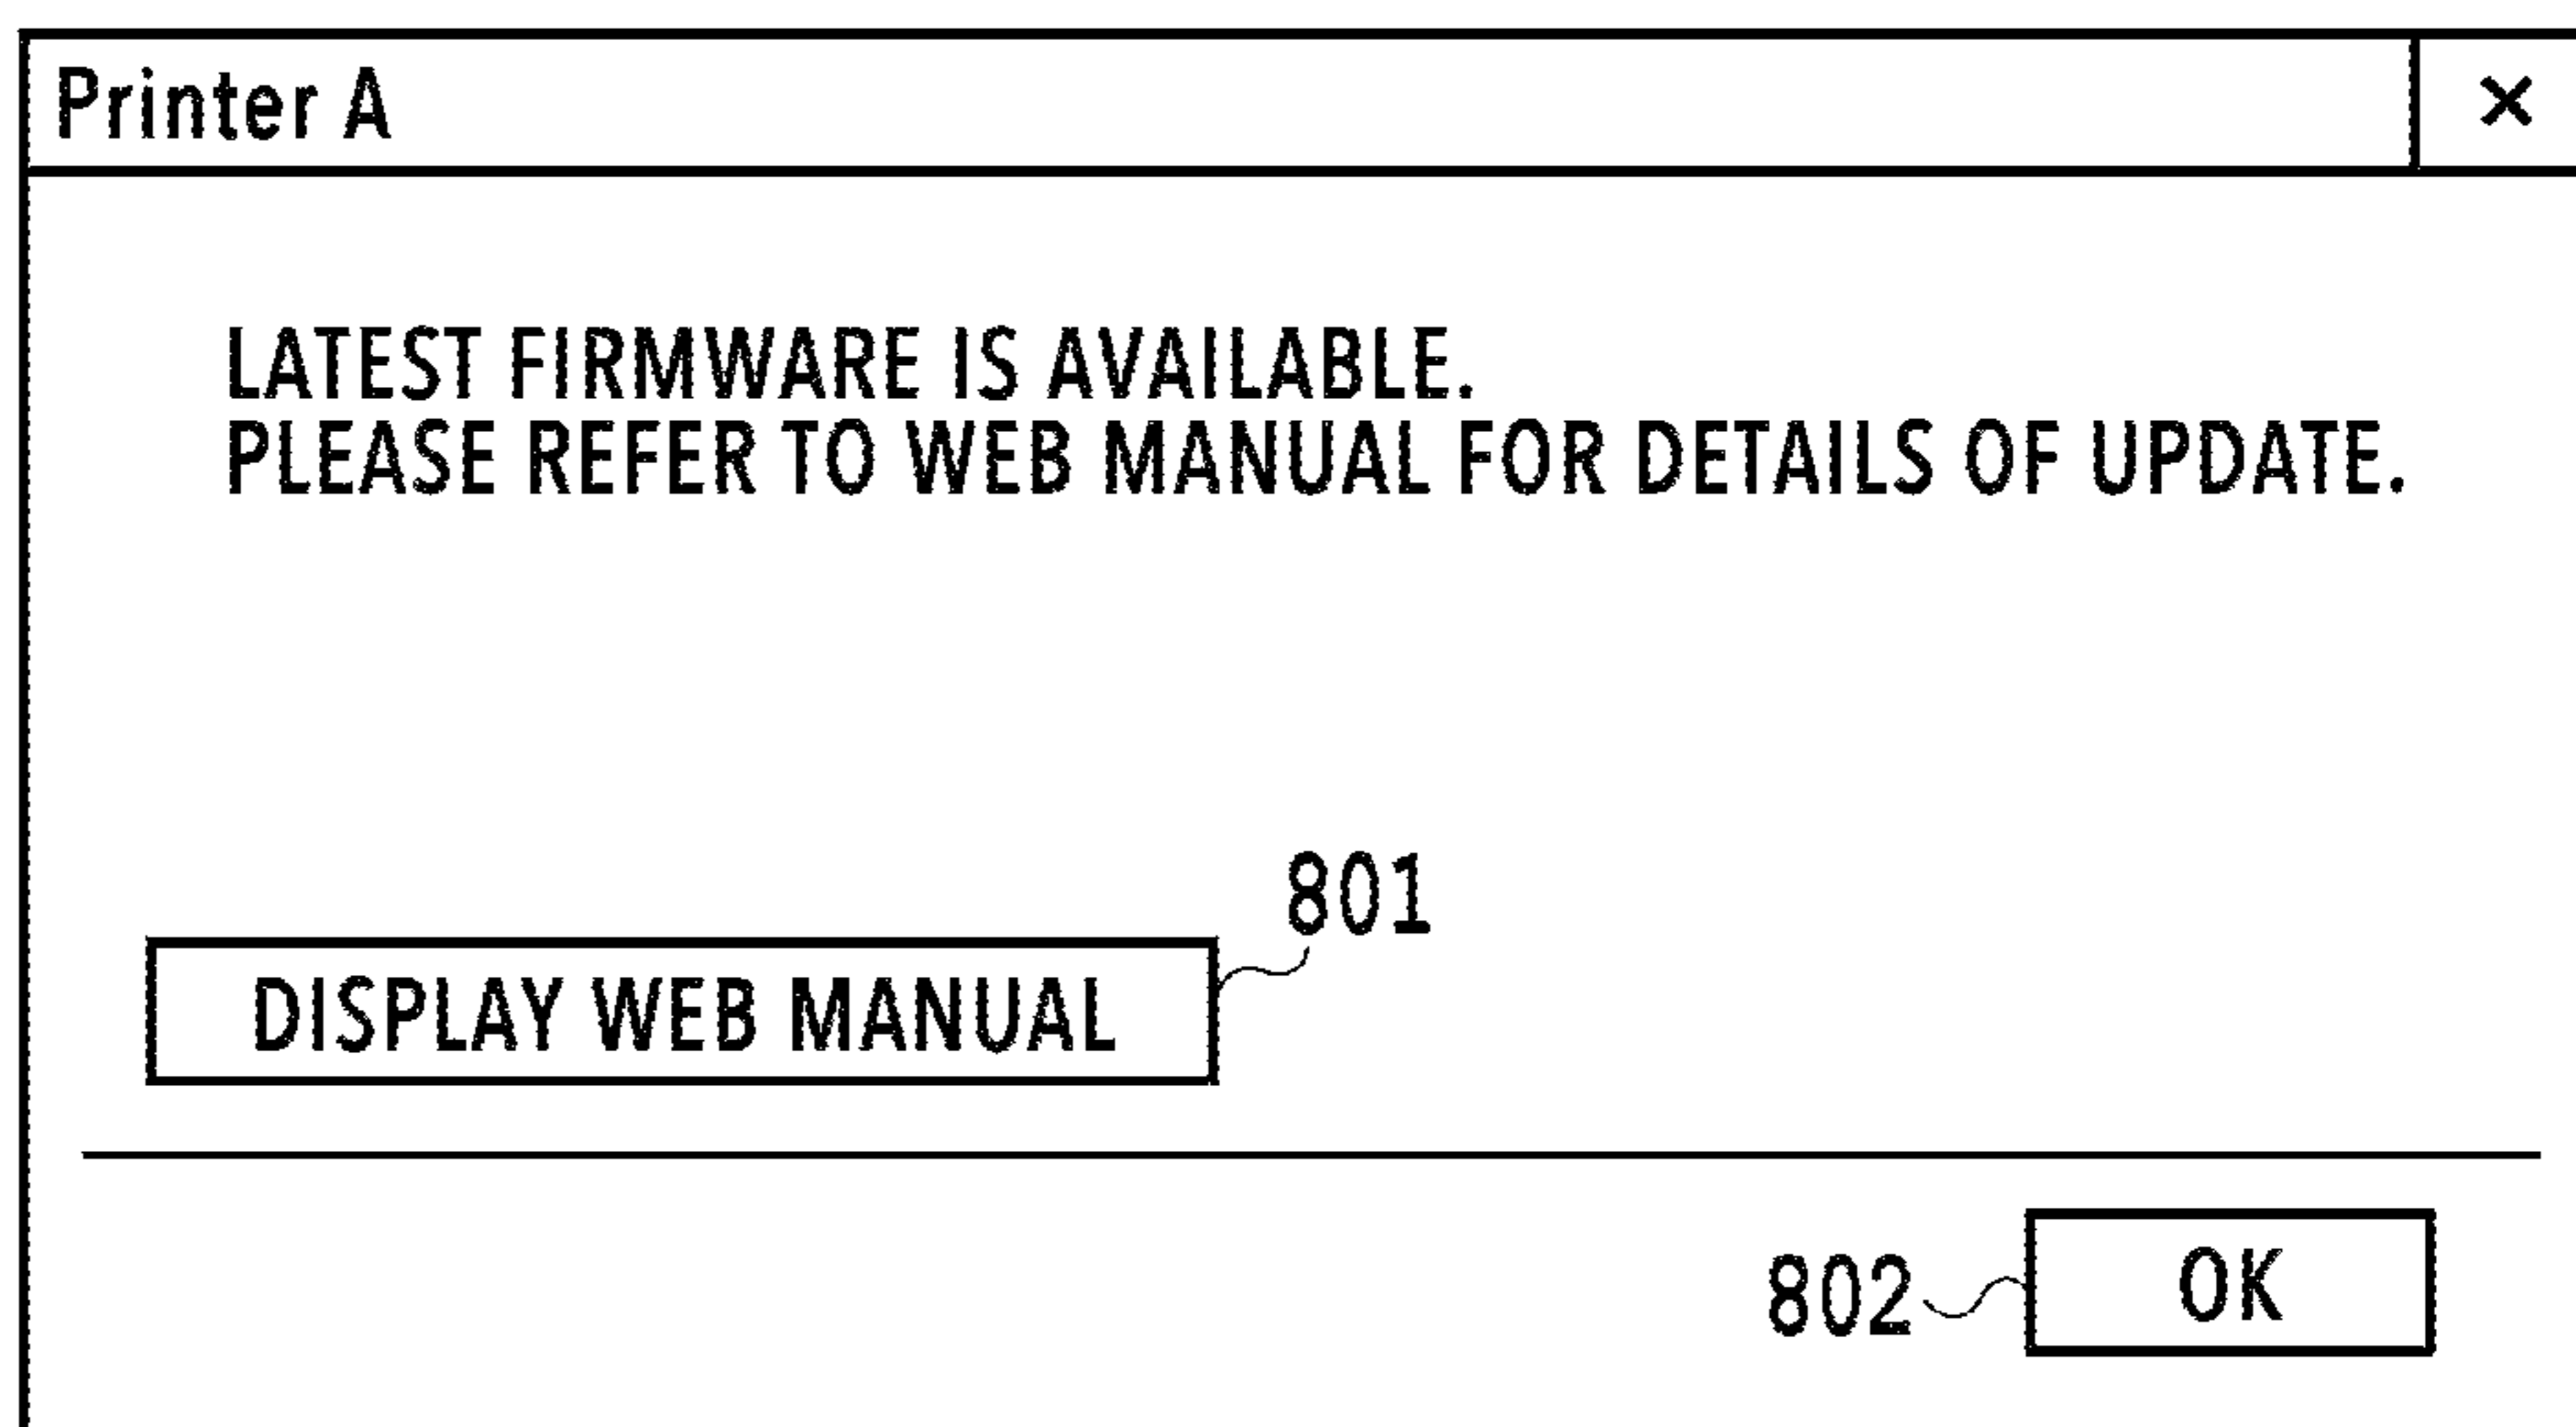 Printer A ×
LATEST FIRMWARE IS AVAILABLE.
PLEASE REFER TO WEB MANUAL FOR DETAILS OF UPDATE.
801
DISPLAY WEB MANUAL
802 OK